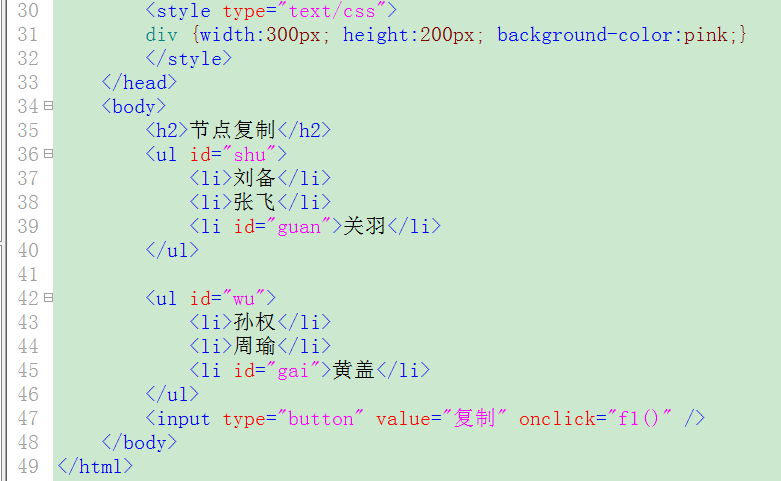 30 <style type="text/css">
31 div {width:300px; height:200px; background-color:pink;}
32 </style>
33 </head>
34 <body>
35 <h2>节点复制</h2>
36 <ul id="shu">
37 <li>刘备</li>
38 <li>张飞</li>
39 <li id="guan">关羽</li>
40 </ul>
41
42 <ul id="wu">
43 <li>孙权</li>
44 <li>周瑜</li>
45 <li id="gai">黄盖</li>
46 </ul>
47 <input type="button" value="复制" onclick="f1()" />
48 </body>
49 </html>